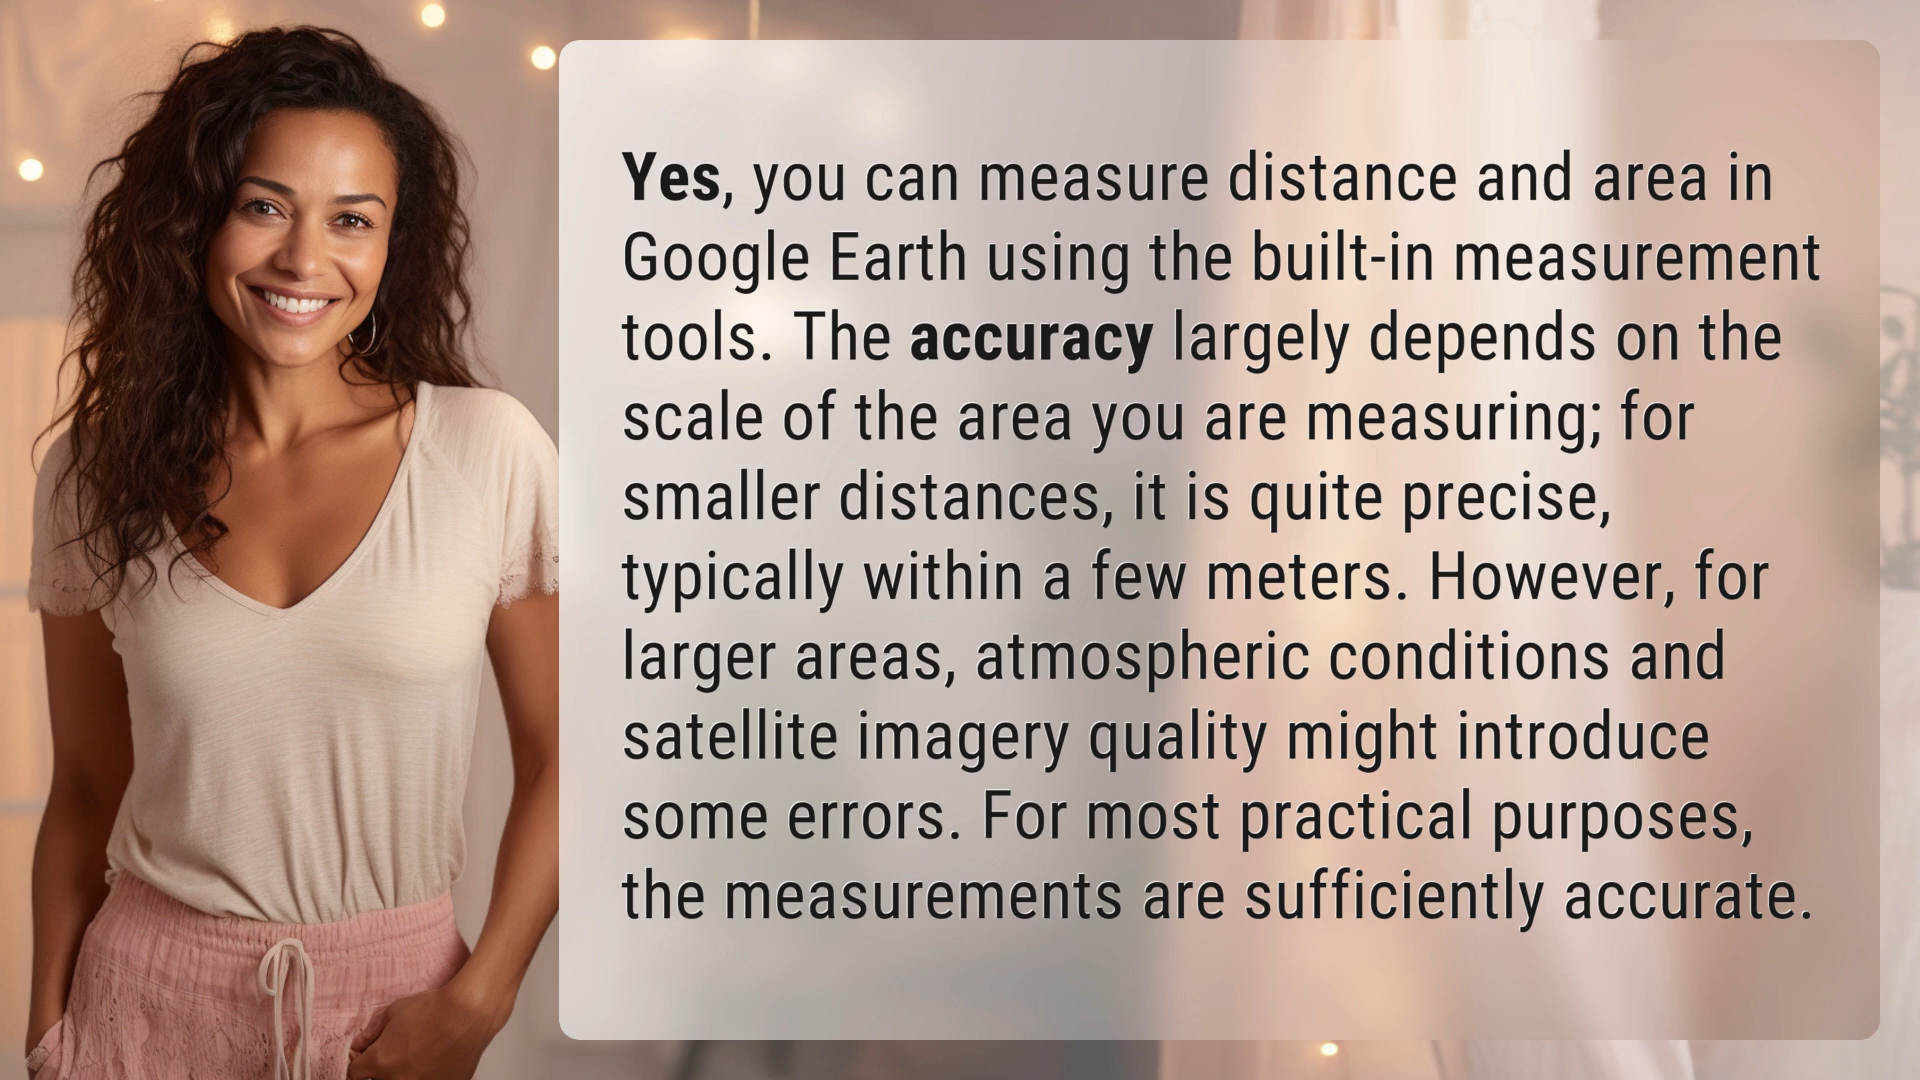 Yes, you can measure distance and area in
Google Earth using the built-in measurement
tools. The accuracy largely depends on the
scale of the area you are measuring; for
smaller distances, it is quite precise,
typically within a few meters. However, for
larger areas, atmospheric conditions and
satellite imagery quality might introduce
some errors. For most practical purposes,
the measurements are sufficiently accurate.